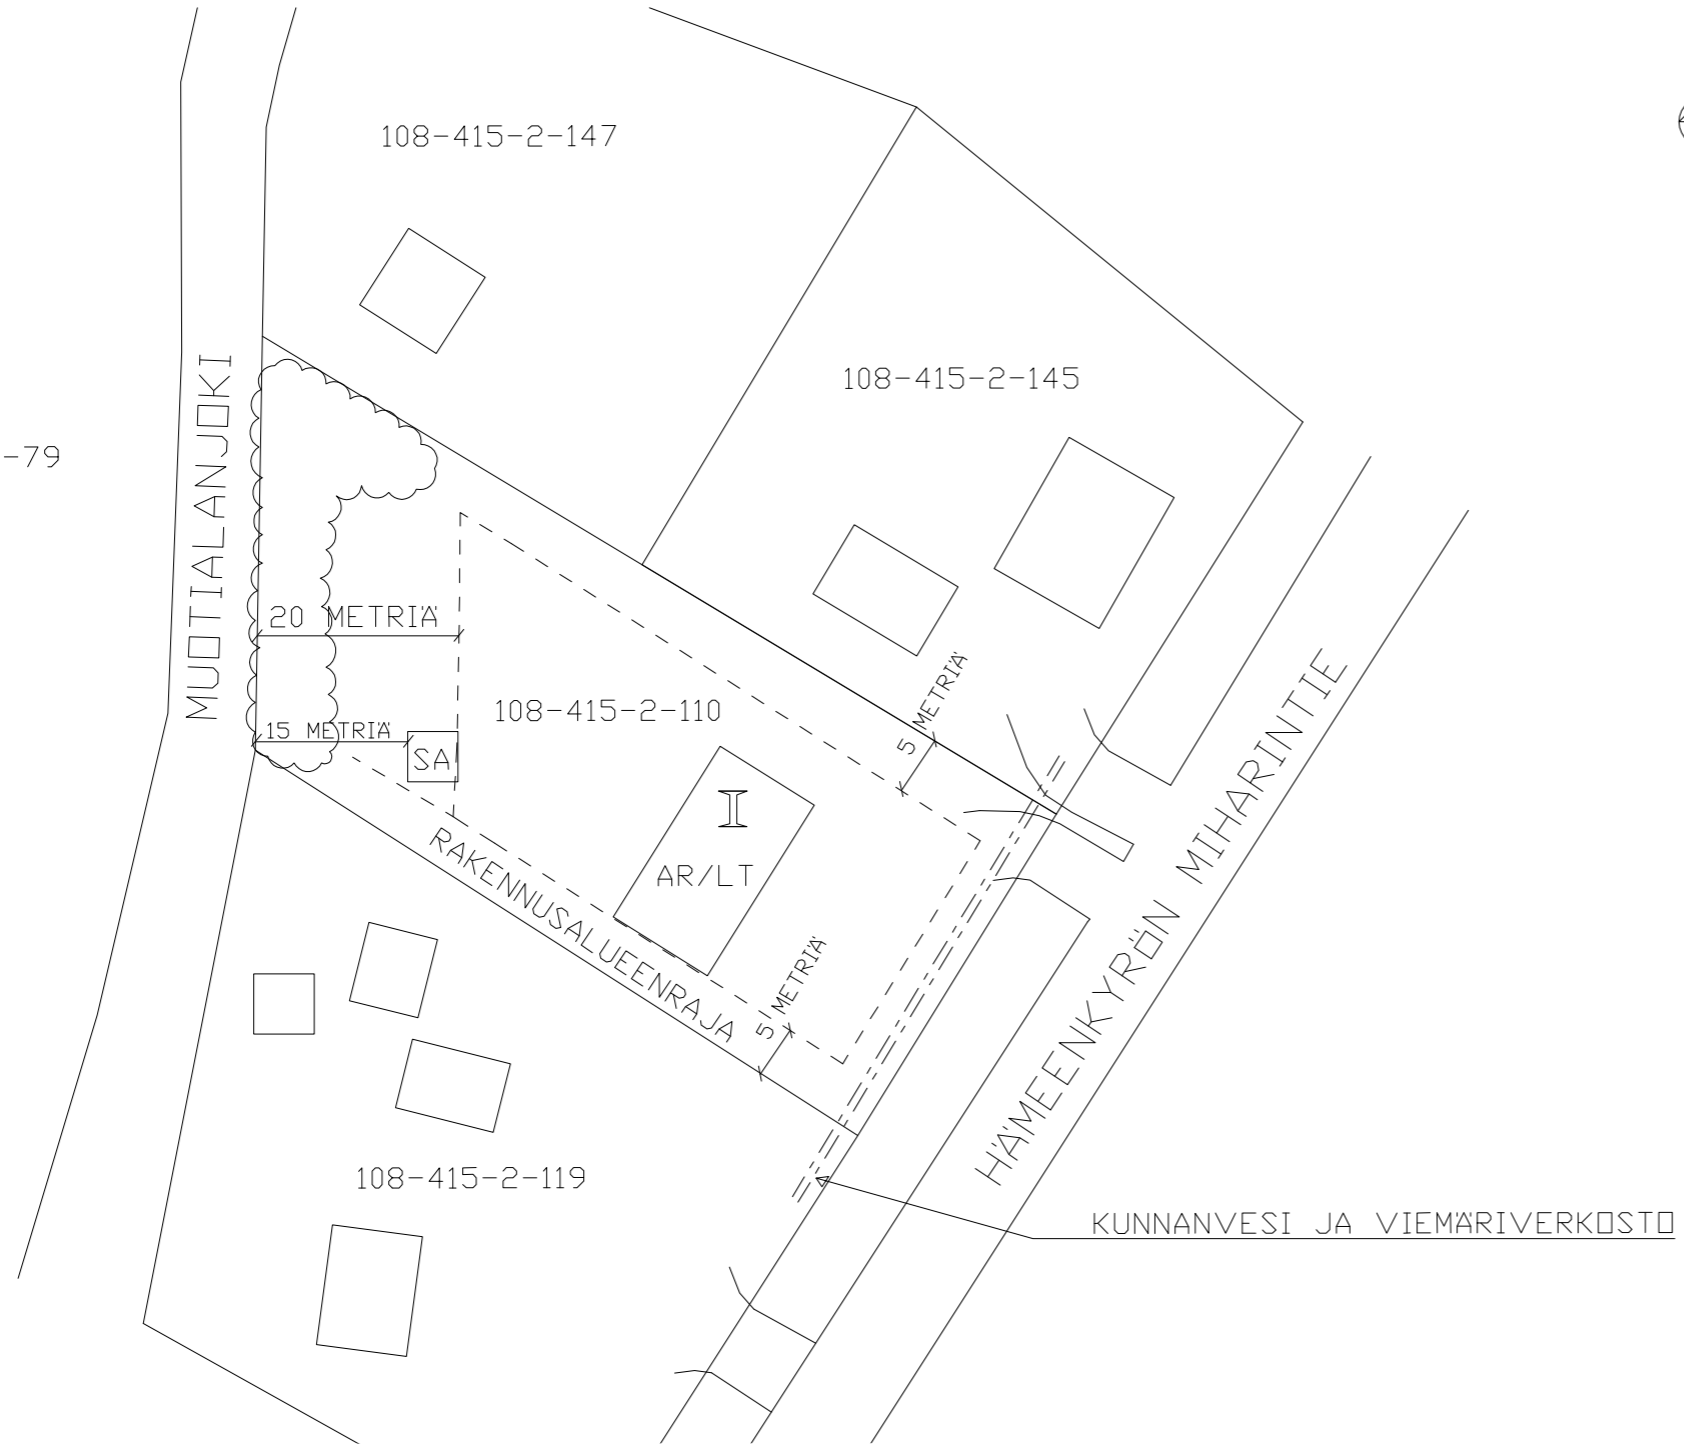 108-415-2-147
108-415-2-145
-79
MUOTIALANJOKI
20 METRIÄ
15 METRIÄ
SA
108-415-2-110
5 METRIÄ
I
AR/LT
RAKENNUSALUEENRAJA
5 METRIÄ
HÄMEENKYRÖN MIHARINTIE
108-415-2-119
KUNNANVESI JA VIEMÄRIVERKOSTO